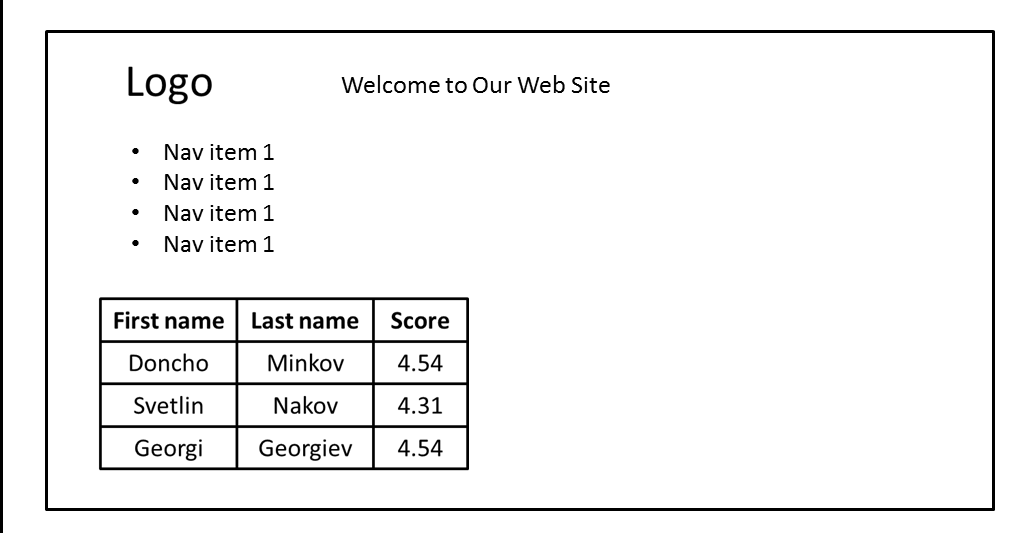 Logo
Welcome to Our Web Site
• Nav item 1
• Nav item 1
• Nav item 1
• Nav item 1
First name Last name Score
Doncho Minkov 4.54
Svetlin Nakov 4.31
Georgi Georgiev 4.54